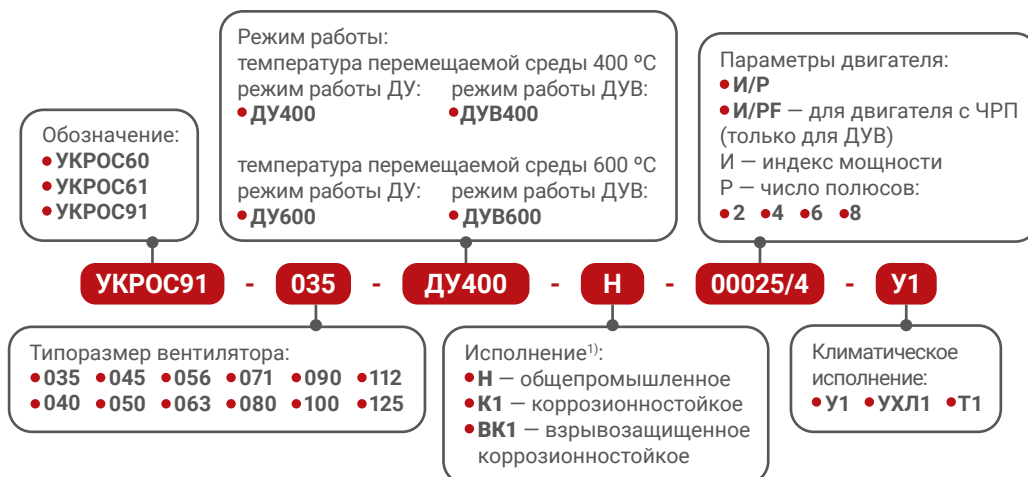 Режим работы:
температура перемещаемой среды 400 ºС
режим работы ДУ: режим работы ДУВ:
•ДУ400 •ДУВ400
температура перемещаемой среды 600 ºС
режим работы ДУ: режим работы ДУВ:
•ДУ600 •ДУВ600
Параметры двигателя:
•И/Р
•И/РF — для двигателя с ЧРП
(только для ДУВ)
И — индекс мощности
Р — число полюсов:
•2 •4 •6 •8
Обозначение:
•УКРОС60
•УКРОС61
•УКРОС91
УКРОС91 - 035 - ДУ400 - Н - 00025/4 - У1
Типоразмер вентилятора:
•035 •045 •056 •071 •090 •112
•040 •050 •063 •080 •100 •125
Исполнение¹⁾:
•Н — общепромышленное
•К1 — коррозионностойкое
•ВК1 — взрывозащищенное
коррозионностойкое
Климатическое
исполнение:
•У1 •УХЛ1 •Т1